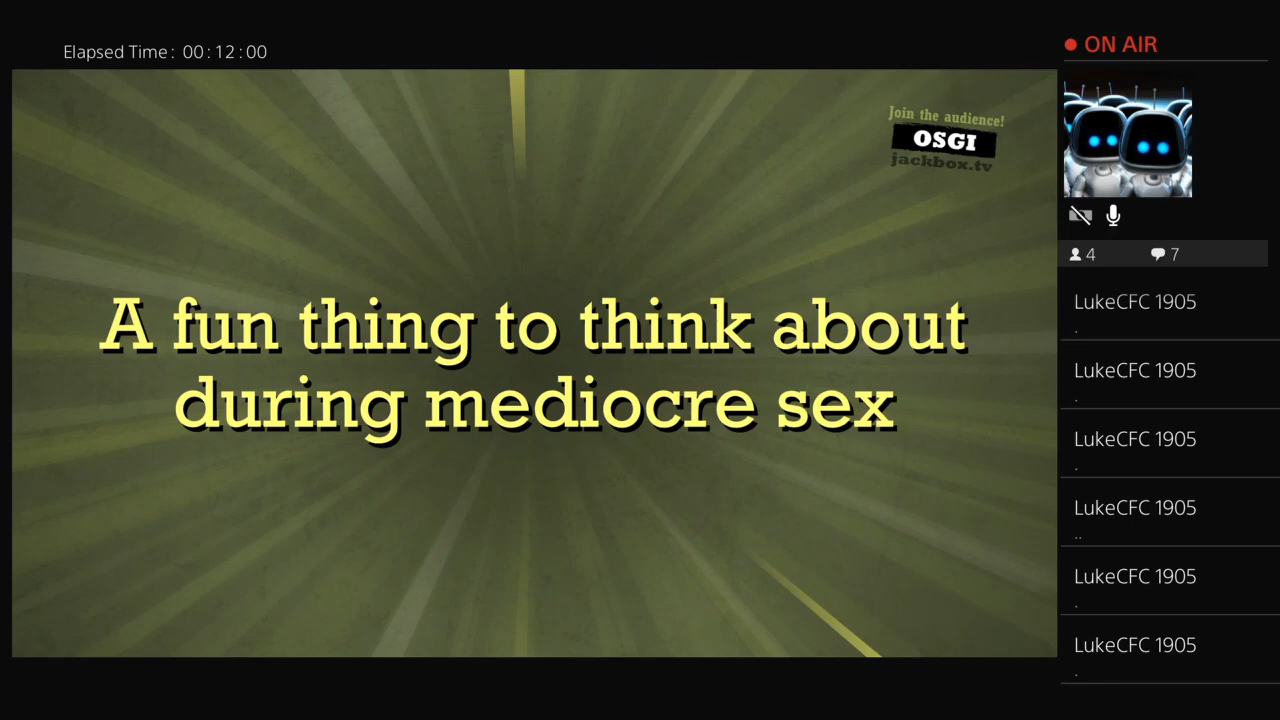 Elapsed Time: 00:12:00
ON AIR
Join the audience!
OSGI
jackbox.tv
A fun thing to think about
during mediocre sex
4 7
LukeCFC 1905
.
LukeCFC 1905
.
LukeCFC 1905
.
LukeCFC 1905
..
LukeCFC 1905
.
LukeCFC 1905
.